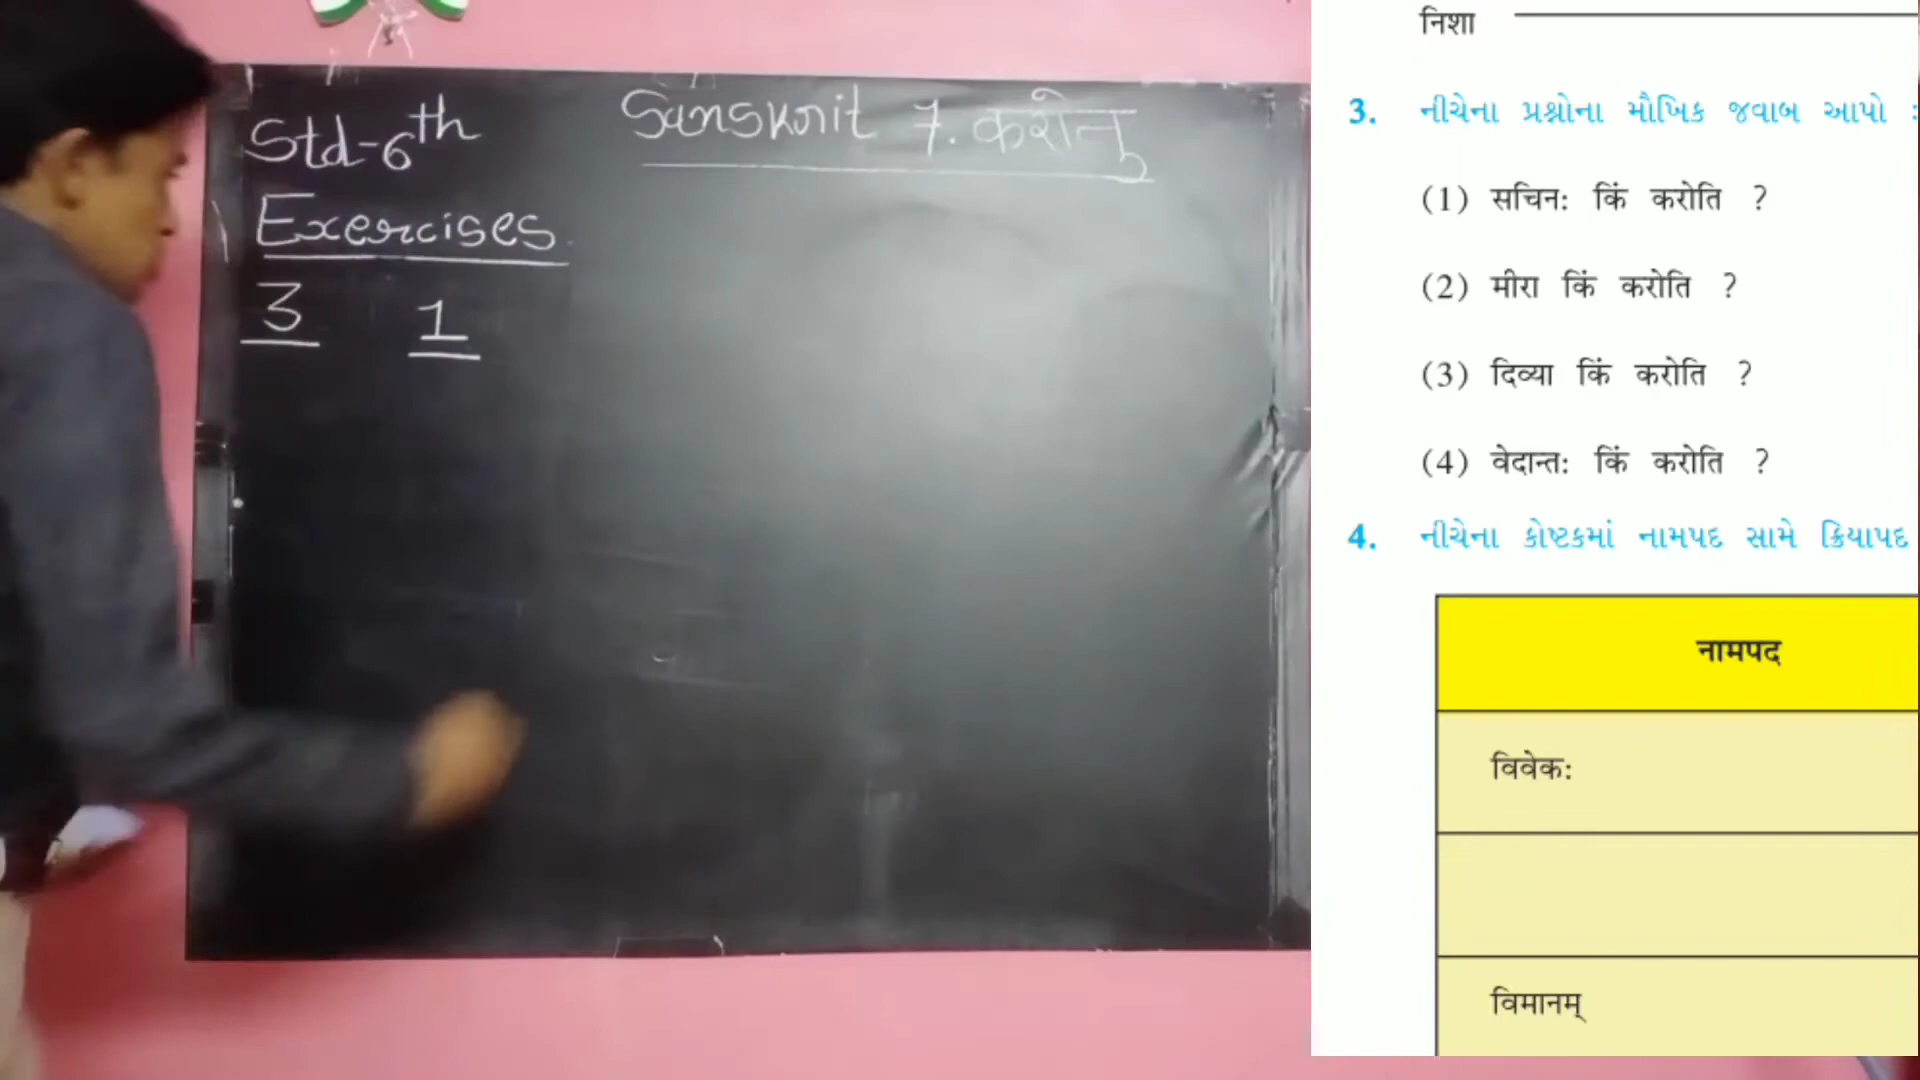 Std-6th Sanskrit 7. करोतु
Exercises
3 1
निशा
3. નીચેના પ્રશ્નોના મૌખિક જવાબ આપો :
(1) सचिनः किं करोति ?
(2) मीरा किं करोति ?
(3) दिव्या किं करोति ?
(4) वेदान्तः किं करोति ?
4. નીચેના કોષ્ટકમાં નામપદ સામે ક્રિયાપદ
नामपद
विवेकः
विमानम्